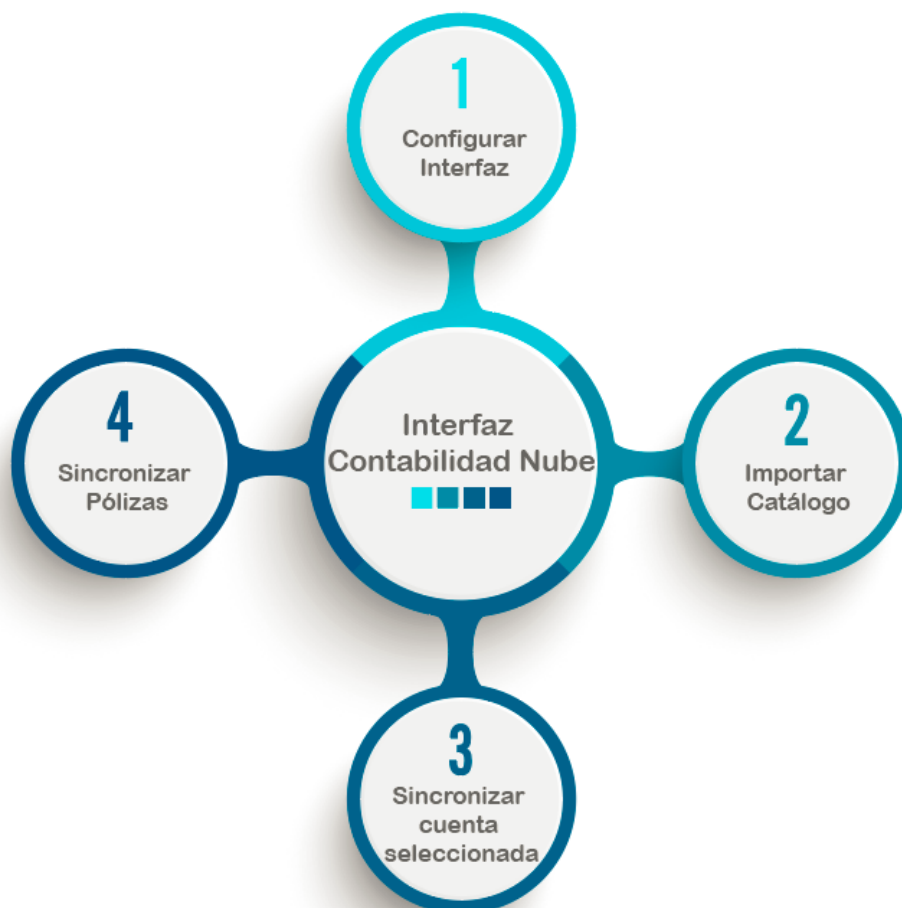 1
Configurar
Interfaz
Interfaz
Contabilidad Nube
2
Importar
Catálogo
3
Sincronizar
cuenta
seleccionada
4
Sincronizar
Pólizas